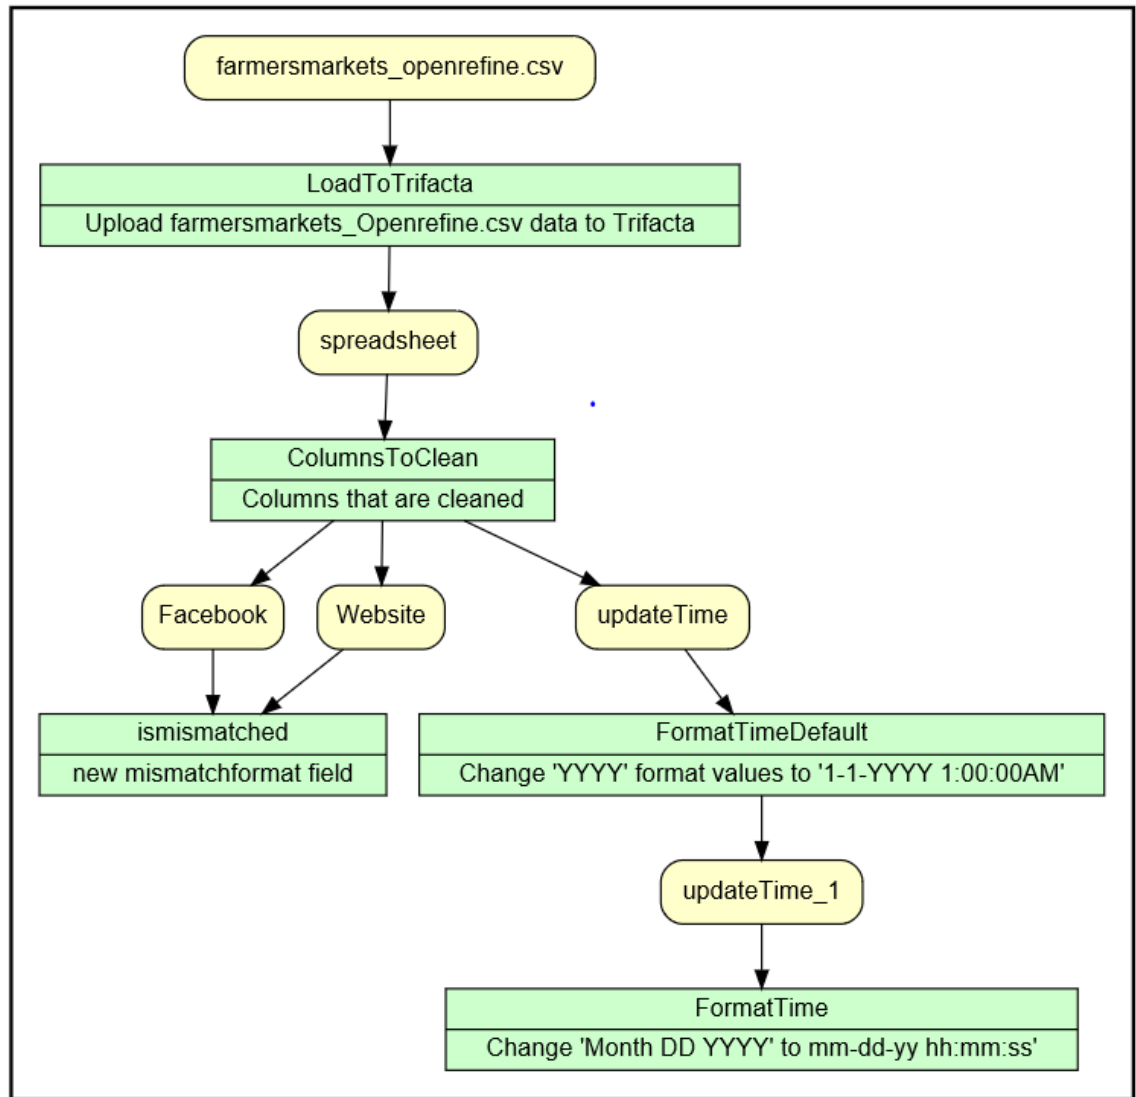 farmersmarkets_openrefine.csv
LoadToTrifacta
Upload farmersmarkets_Openrefine.csv data to Trifacta
spreadsheet
ColumnsToClean
Columns that are cleaned
Facebook
Website
updateTime
ismismatched
new mismatchformat field
FormatTimeDefault
Change 'YYYY' format values to '1-1-YYYY 1:00:00AM'
updateTime_1
FormatTime
Change 'Month DD YYYY' to mm-dd-yy hh:mm:ss'